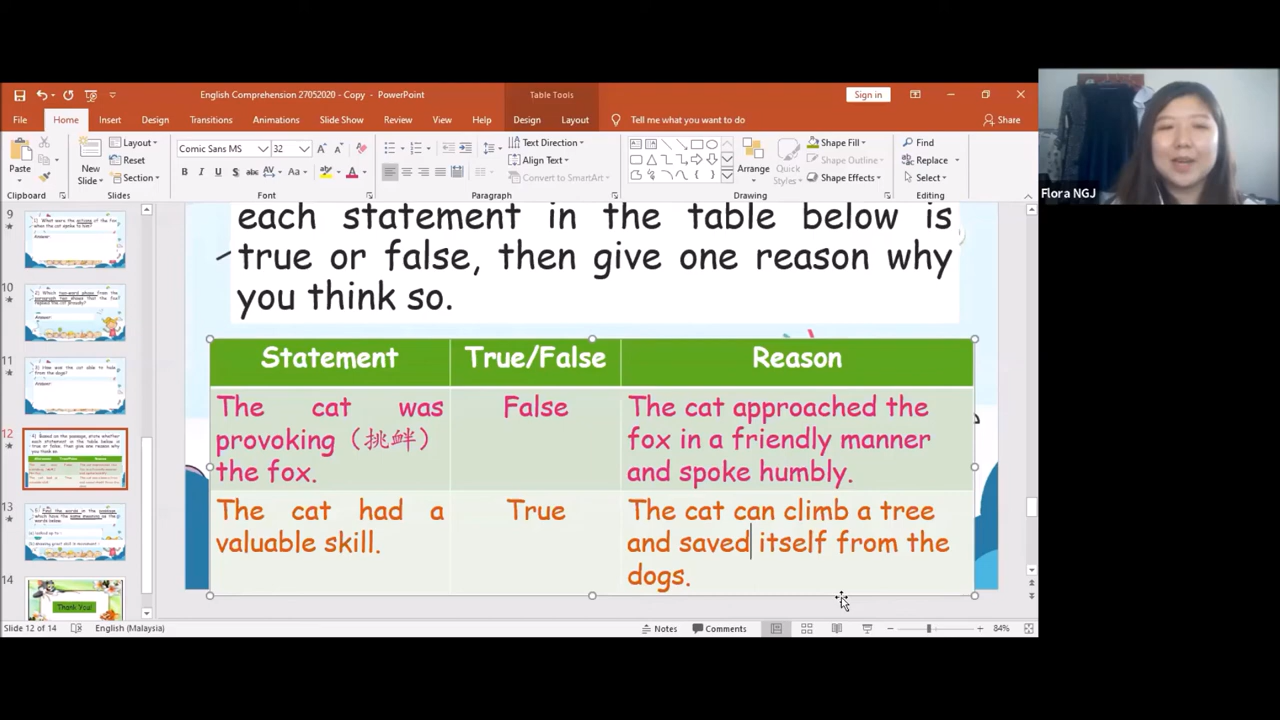 English Comprehension 27052020 - Copy - PowerPoint
Table Tools
Sign in
File
Home
Insert
Design
Transitions
Animations
Slide Show
Review
View
Help
Design
Layout
Tell me what you want to do
Share
Paste
Clipboard
New
Slide
Layout
Reset
Section
Slides
Comic Sans MS
32
Font
Text Direction
Align Text
Convert to SmartArt
Paragraph
Arrange
Quick
Styles
Shape Fill
Shape Outline
Shape Effects
Drawing
Find
Replace
Select
Editing
Flora NGJ
9
10
11
12
13
14
Thank You!
each statement in the table below is
true or false, then give one reason why
you think so.
Statement True/False Reason
The cat was provoking（挑衅）the fox.
False
The cat approached the
fox in a friendly manner
and spoke humbly.
The cat had a
valuable skill.
True
The cat can climb a tree
and saved itself from the
dogs.
Slide 12 of 14
English (Malaysia)
Notes
Comments
84%